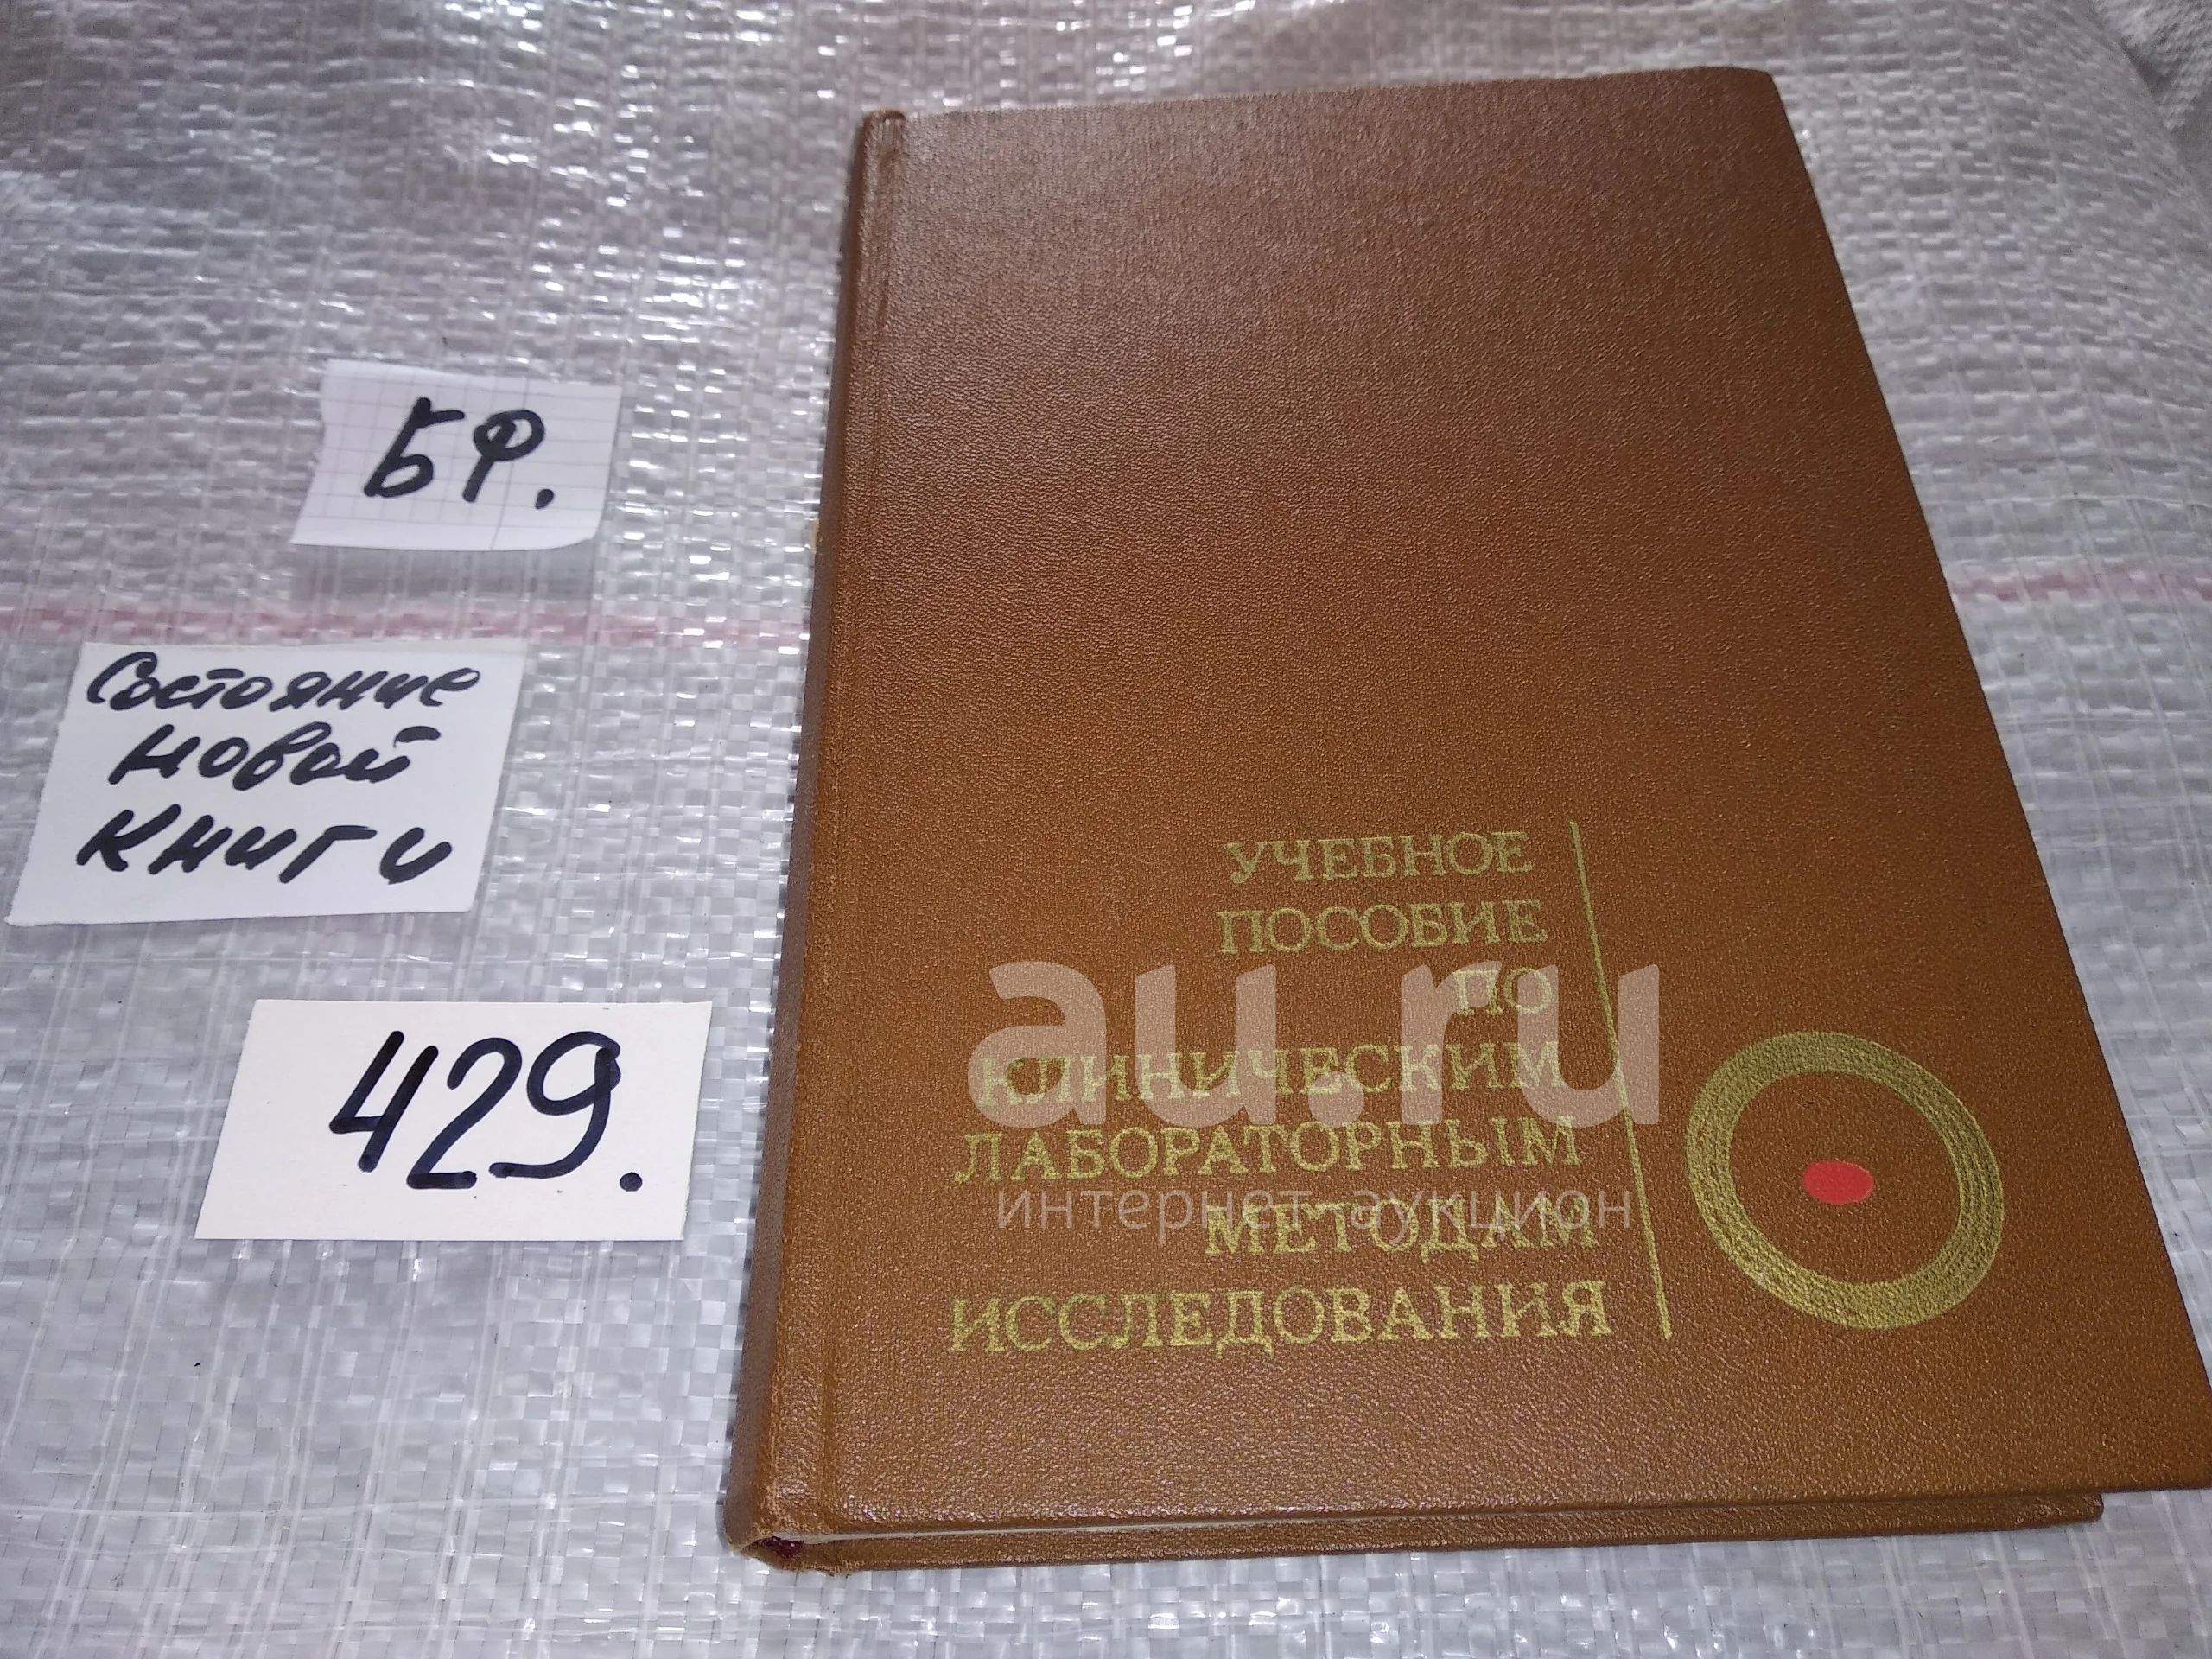 БФ.
Состояние
новой
книги
429.
УЧЕБНОЕ
ПОСОБИЕ
ПО
КЛИНИЧЕСКИМ
ЛАБОРАТОРНЫМ
МЕТОДАМ
ИССЛЕДОВАНИЯ
au.ru
интернет-аукцион